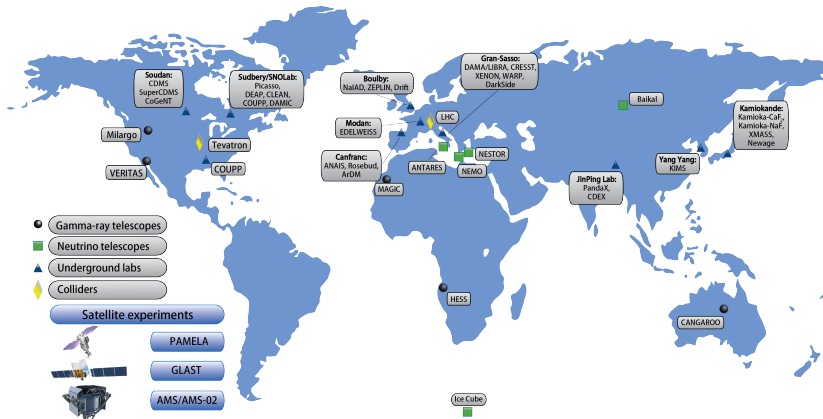 Soudan:
CDMS
SuperCDMS
CoGeNT
Sudbery/SNOLab:
Picasso,
DEAP, CLEAN,
COUPP, DAMIC
Boulby:
NaIAD, ZEPLIN, Drift
Gran-Sasso:
DAMA/LIBRA, CRESST,
XENON, WARP,
DarkSide
Baikal
Kamiokande:
Kamioka-CaF,
Kamioka-NaF,
XMASS,
Newage
Milargo
Tevatron
VERITAS
COUPP
Modan:
EDELWEISS
LHC
Canfranc:
ANAIS, Rosebud,
ArDM
ANTARES
NESTOR
NEMO
MAGIC
JinPing Lab:
PandaX,
CDEX
Yang Yang:
KIMS
Gamma-ray telescopes
Neutrino telescopes
Underground labs
Colliders
HESS
CANGAROO
Satellite experiments
PAMELA
GLAST
AMS/AMS-02
Ice Cube